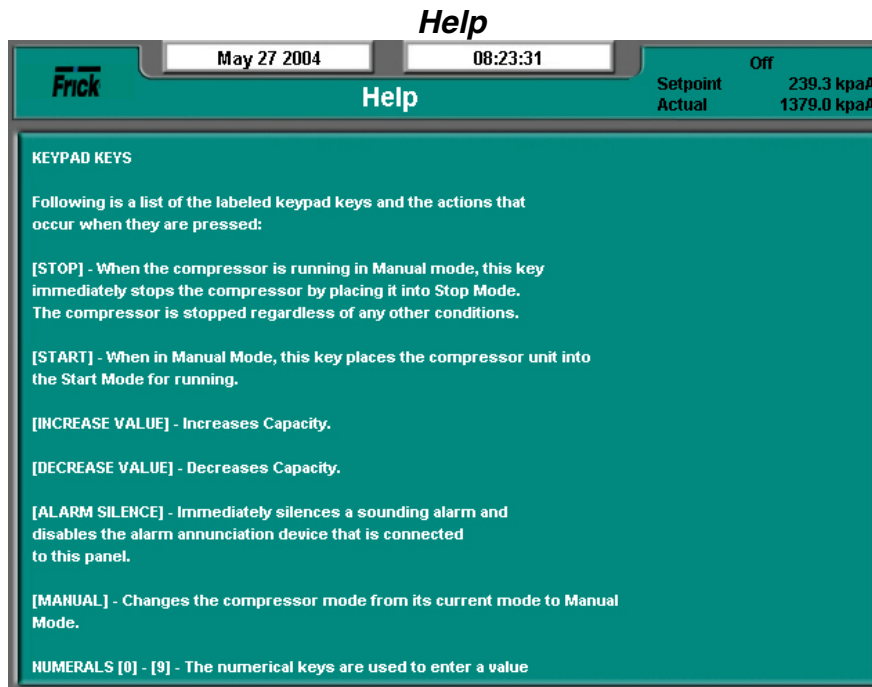 Help
May 27 2004 08:23:31 Off
Frick Help Setpoint 239.3 kpaA
Actual 1379.0 kpaA
KEYPAD KEYS
Following is a list of the labeled keypad keys and the actions that
occur when they are pressed:
[STOP] - When the compressor is running in Manual mode, this key
immediately stops the compressor by placing it into Stop Mode.
The compressor is stopped regardless of any other conditions.
[START] - When in Manual Mode, this key places the compressor unit into
the Start Mode for running.
[INCREASE VALUE] - Increases Capacity.
[DECREASE VALUE] - Decreases Capacity.
[ALARM SILENCE] - Immediately silences a sounding alarm and
disables the alarm annunciation device that is connected
to this panel.
[MANUAL] - Changes the compressor mode from its current mode to Manual
Mode.
NUMERALS [0] - [9] - The numerical keys are used to enter a value